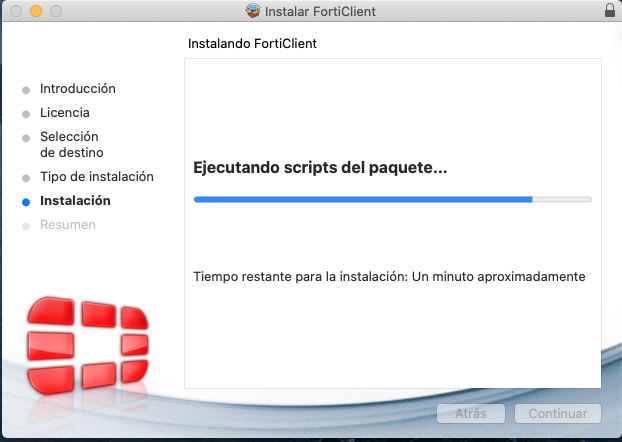 Instalar FortiClient
Instalando FortiClient
Introducción
Licencia
Selección
de destino
Tipo de instalación
Instalación
Resumen
Ejecutando scripts del paquete...
Tiempo restante para la instalación: Un minuto aproximadamente
Atrás
Continuar